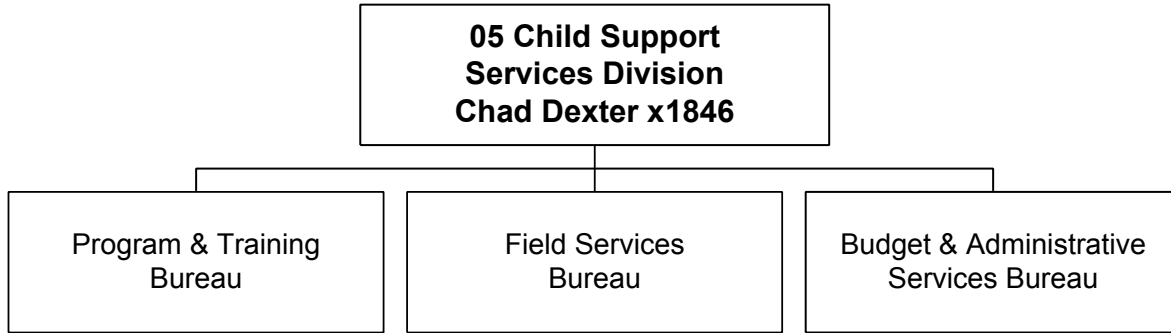 05 Child Support
Services Division
Chad Dexter x1846
Program & Training
Bureau
Field Services
Bureau
Budget & Administrative
Services Bureau